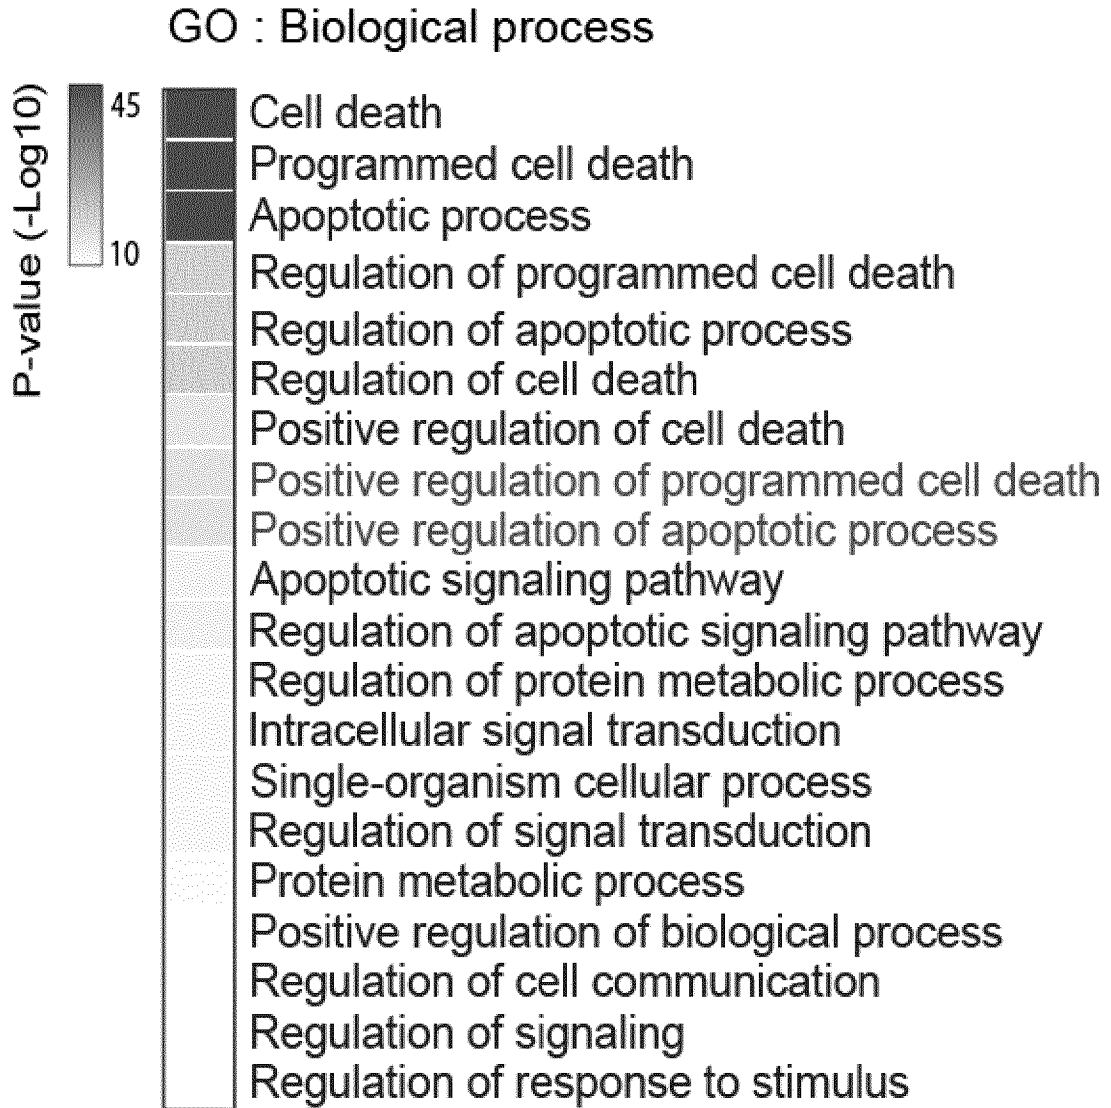 GO : Biological process
P-value (-Log10)
45
10
Cell death
Programmed cell death
Apoptotic process
Regulation of programmed cell death
Regulation of apoptotic process
Regulation of cell death
Positive regulation of cell death
Positive regulation of programmed cell death
Positive regulation of apoptotic process
Apoptotic signaling pathway
Regulation of apoptotic signaling pathway
Regulation of protein metabolic process
Intracellular signal transduction
Single-organism cellular process
Regulation of signal transduction
Protein metabolic process
Positive regulation of biological process
Regulation of cell communication
Regulation of signaling
Regulation of response to stimulus